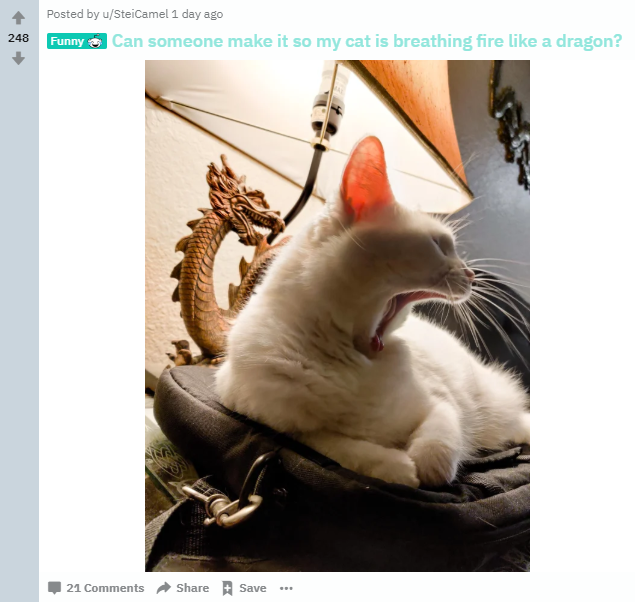 Posted by u/SteiCamel 1 day ago
248
Funny Can someone make it so my cat is breathing fire like a dragon?
21 Comments Share Save